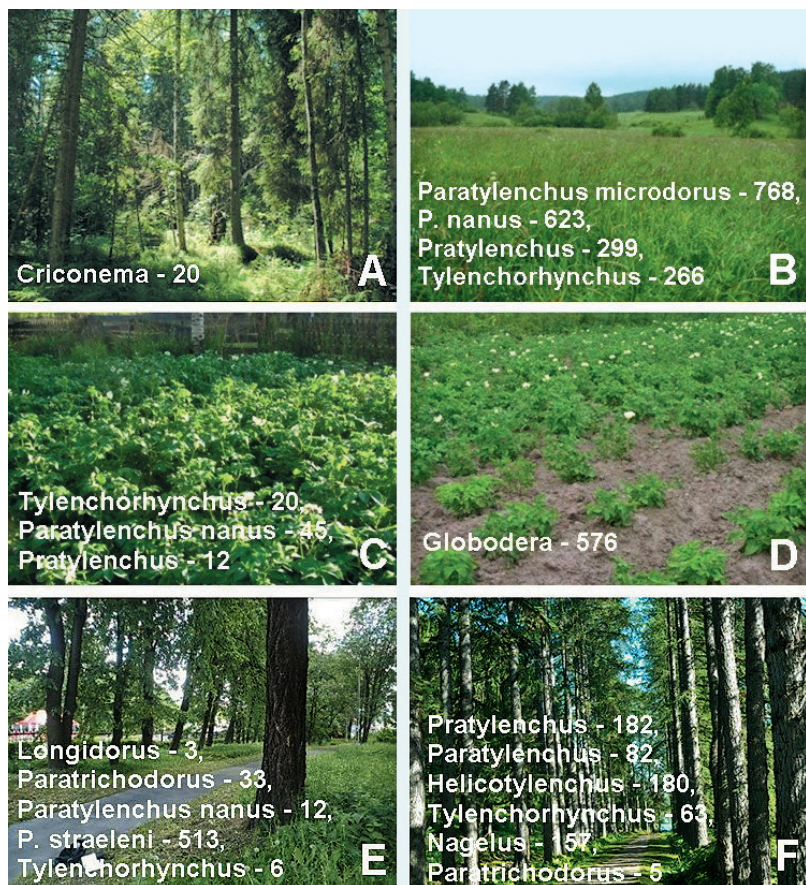 Criconema - 20
A
Paratylenchus microdorus - 768,
P. nanus - 623,
Pratylenchus - 299,
Tylenchorhynchus - 266
B
Tylenchorhynchus - 20,
Paratylenchus nanus - 45,
Pratylenchus - 12
C
Globodera - 576
D
Longidorus - 3,
Paratrichodorus - 33,
Paratylenchus nanus - 12,
P. straeleni - 513,
Tylenchorhynchus - 6
E
Pratylenchus - 182,
Paratylenchus - 82,
Helicotylenchus - 180,
Tylenchorhynchus - 63,
Nagelus - 57,
Paratrichodorus - 5
F